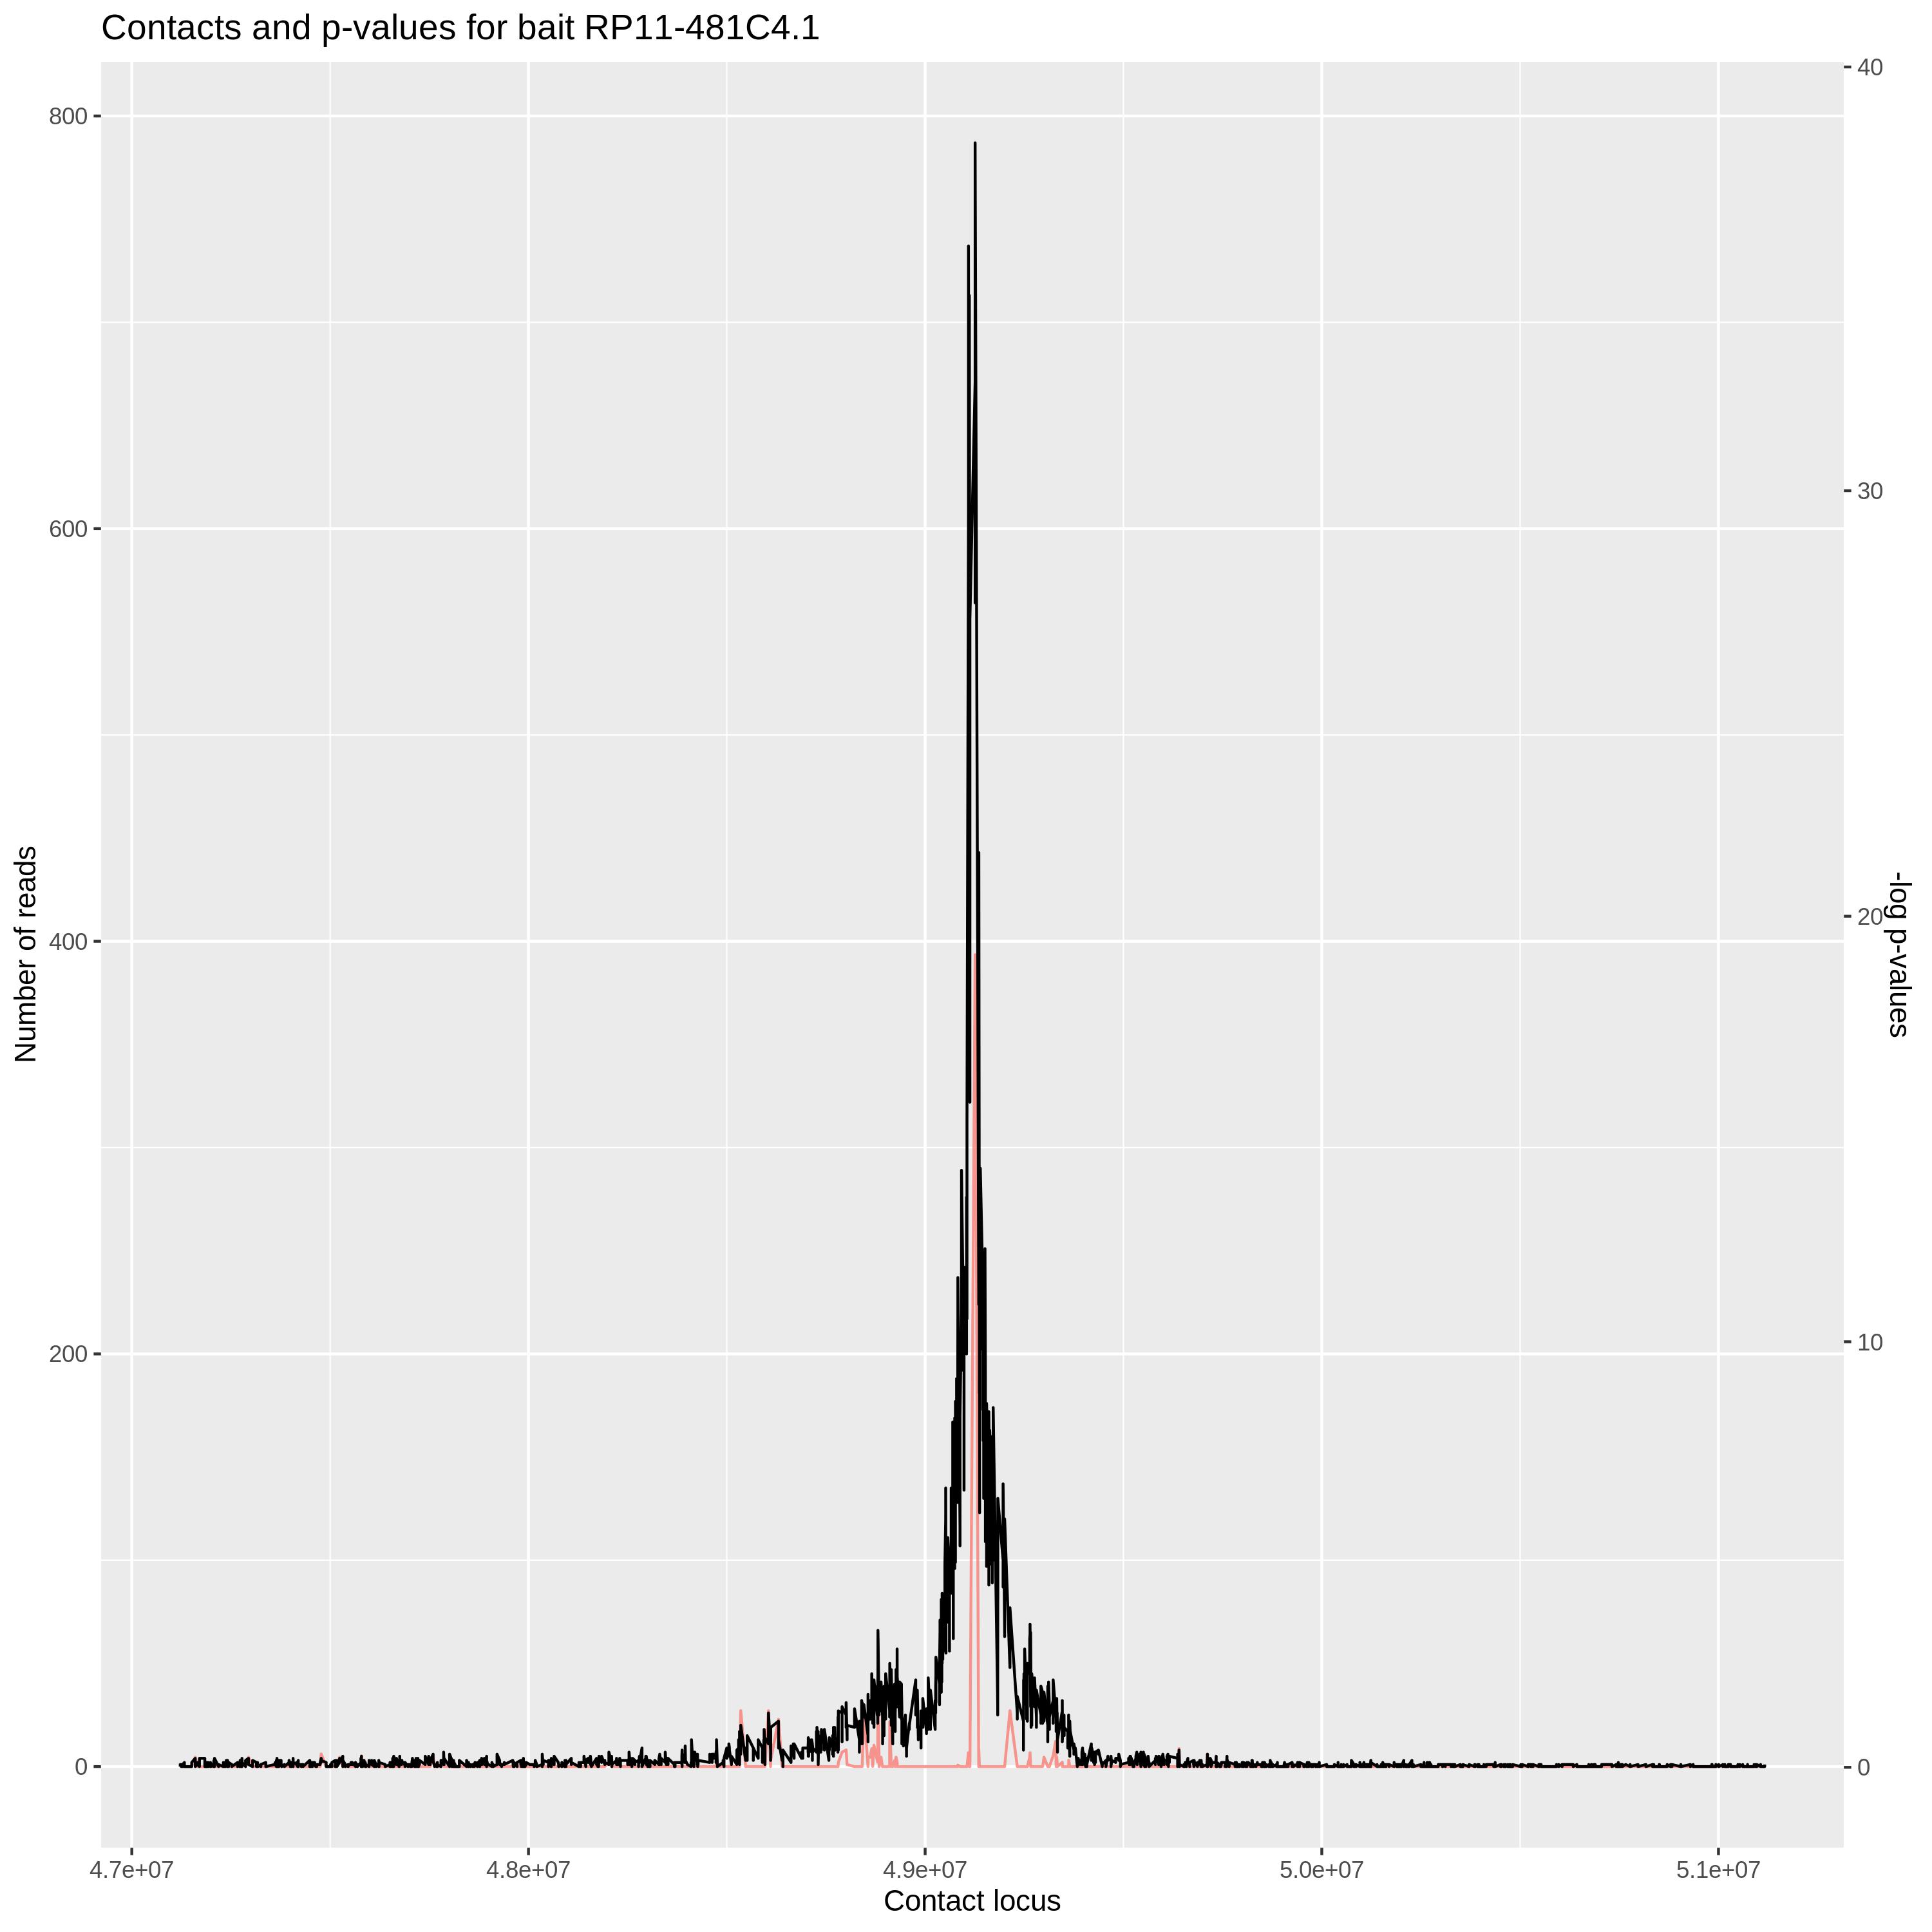 Contacts and p-values for bait RP11-481C4.1
800
600
400
200
0
40
30
20
10
0
Number of reads
-log p-values
4.7e+07
4.8e+07
4.9e+07
5.0e+07
5.1e+07
Contact locus